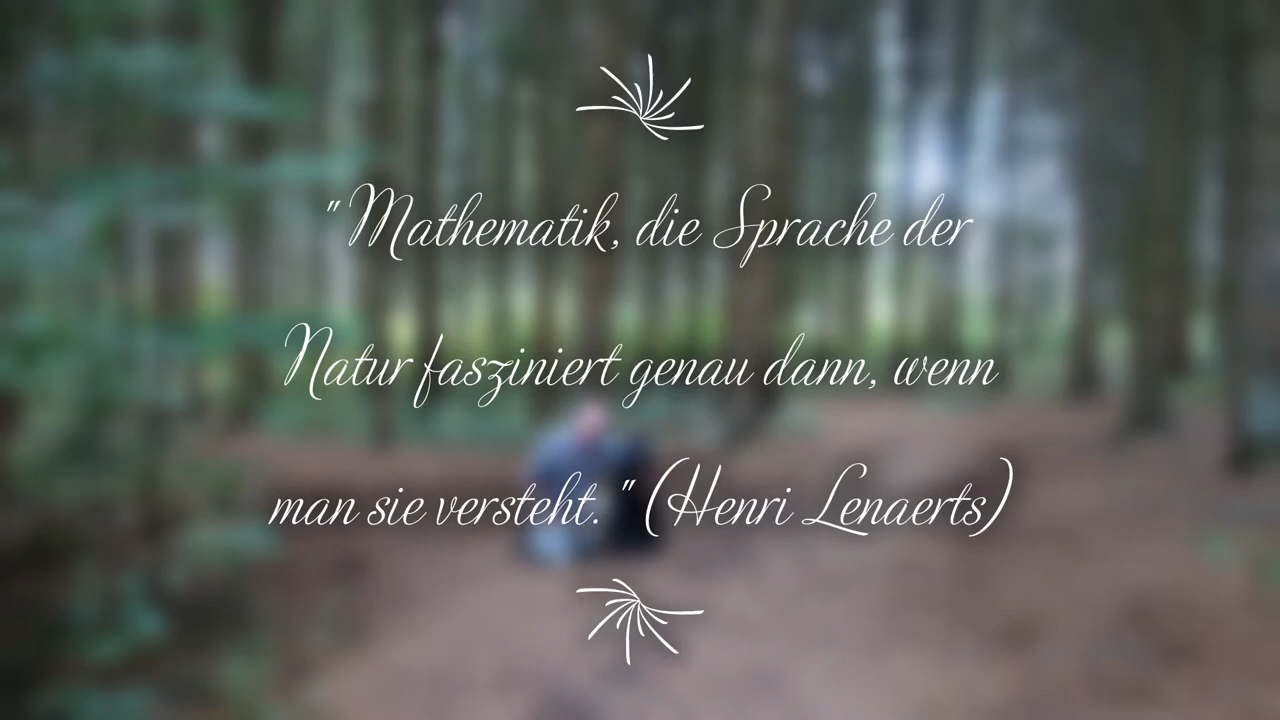 "Mathematik, die Sprache der
Natur fasziniert genau dann, wenn
man sie versteht." (Henri Lenaerts)